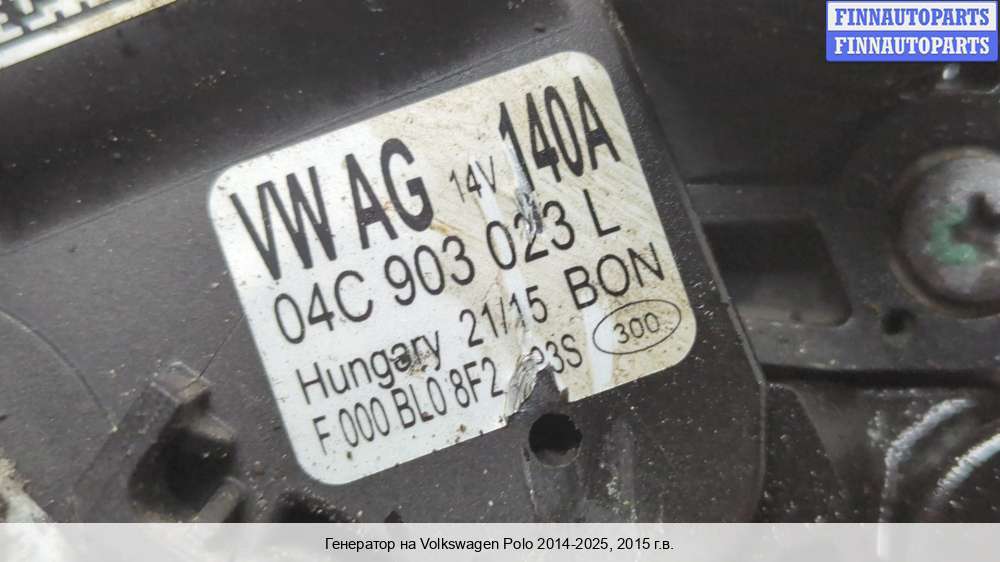 FINNAUTOPARTS
FINNAUTOPARTS
VW AG 14V 140A
04C 903 023 L
Hungary 21/15 BON
F 000 BL0 8F2 93S 300
Генератор на Volkswagen Polo 2014-2025, 2015 г.в.